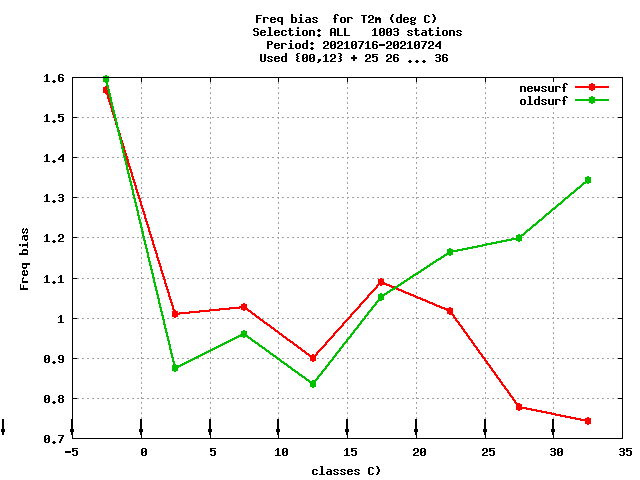 Freq bias  for T2m (deg C)
Selection: ALL   1003 stations
Period: 20210716-20210724
Used {00,12} + 25 26 ... 36
newsurf
oldsurf
1.6
1.5
1.4
1.3
1.2
1.1
1
0.9
0.8
0.7
Freq bias
-5 0 5 10 15 20 25 30 35
classes C)